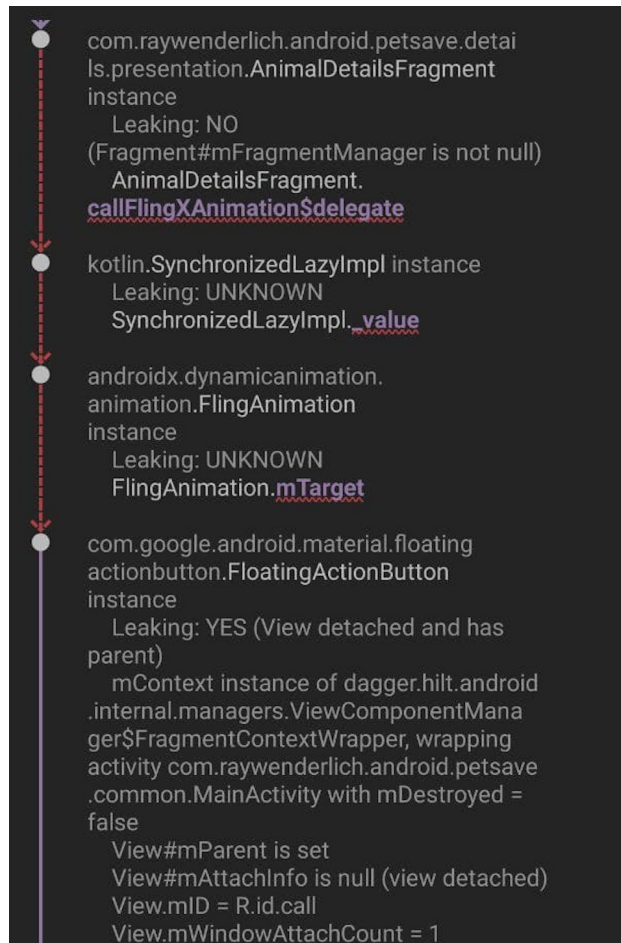 com.raywenderlich.android.petsave.detai
ls.presentation.AnimalDetailsFragment
instance
Leaking: NO
(Fragment#mFragmentManager is not null)
AnimalDetailsFragment.
callFlingXAnimation$delegate
kotlin.SynchronizedLazyImpl instance
Leaking: UNKNOWN
SynchronizedLazyImpl._value
androidx.dynamicanimation.
animation.FlingAnimation
instance
Leaking: UNKNOWN
FlingAnimation.mTarget
com.google.android.material.floating
actionbutton.FloatingActionButton
instance
Leaking: YES (View detached and has
parent)
mContext instance of dagger.hilt.android
.internal.managers.ViewComponentMana
ger$FragmentContextWrapper, wrapping
activity com.raywenderlich.android.petsave
.common.MainActivity with mDestroyed =
false
View#mParent is set
View#mAttachInfo is null (view detached)
View.mID = R.id.call
View.mWindowAttachCount = 1